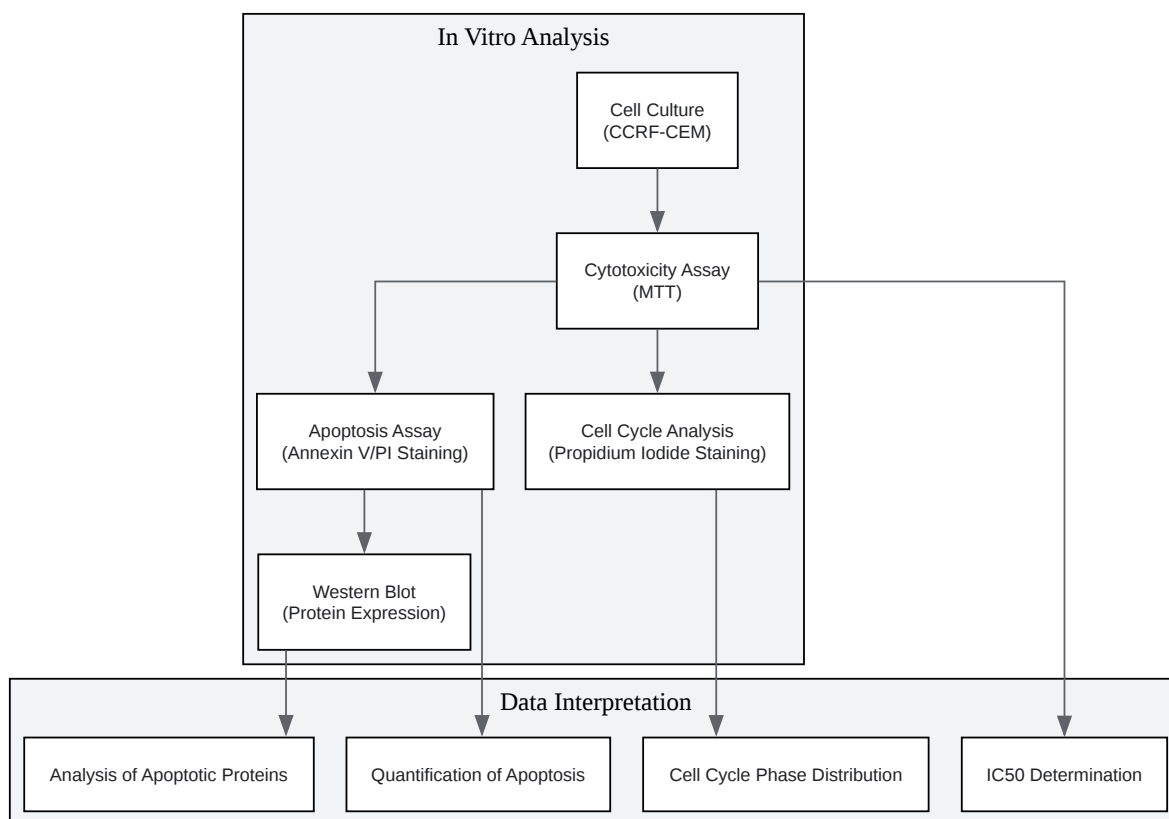 In Vitro Analysis
Cell Culture
(CCRF-CEM)
Cytotoxicity Assay
(MTT)
Apoptosis Assay
(Annexin V/PI Staining)
Cell Cycle Analysis
(Propidium Iodide Staining)
Western Blot
(Protein Expression)
Data Interpretation
Analysis of Apoptotic Proteins
Quantification of Apoptosis
Cell Cycle Phase Distribution
IC50 Determination